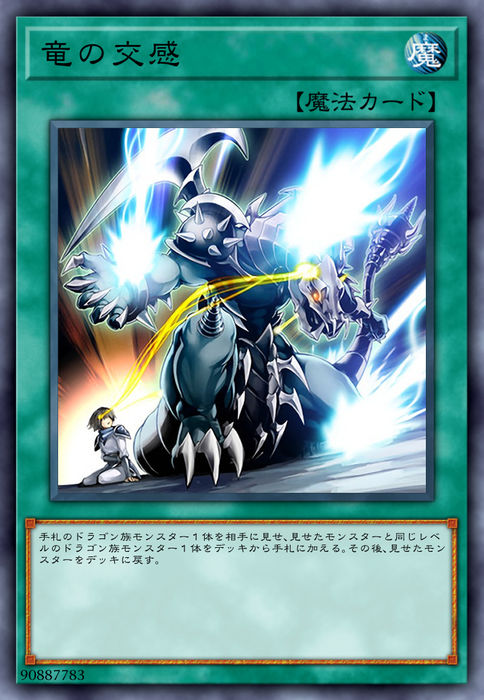 竜の交感
魔
【魔法カード】
手札のドラゴン族モンスター1体を相手に見せ、見せたモンスターと同じレベ
ルのドラゴン族モンスター1体をデッキから手札に加える。その後、見せたモン
スターをデッキに戻す。
90887783